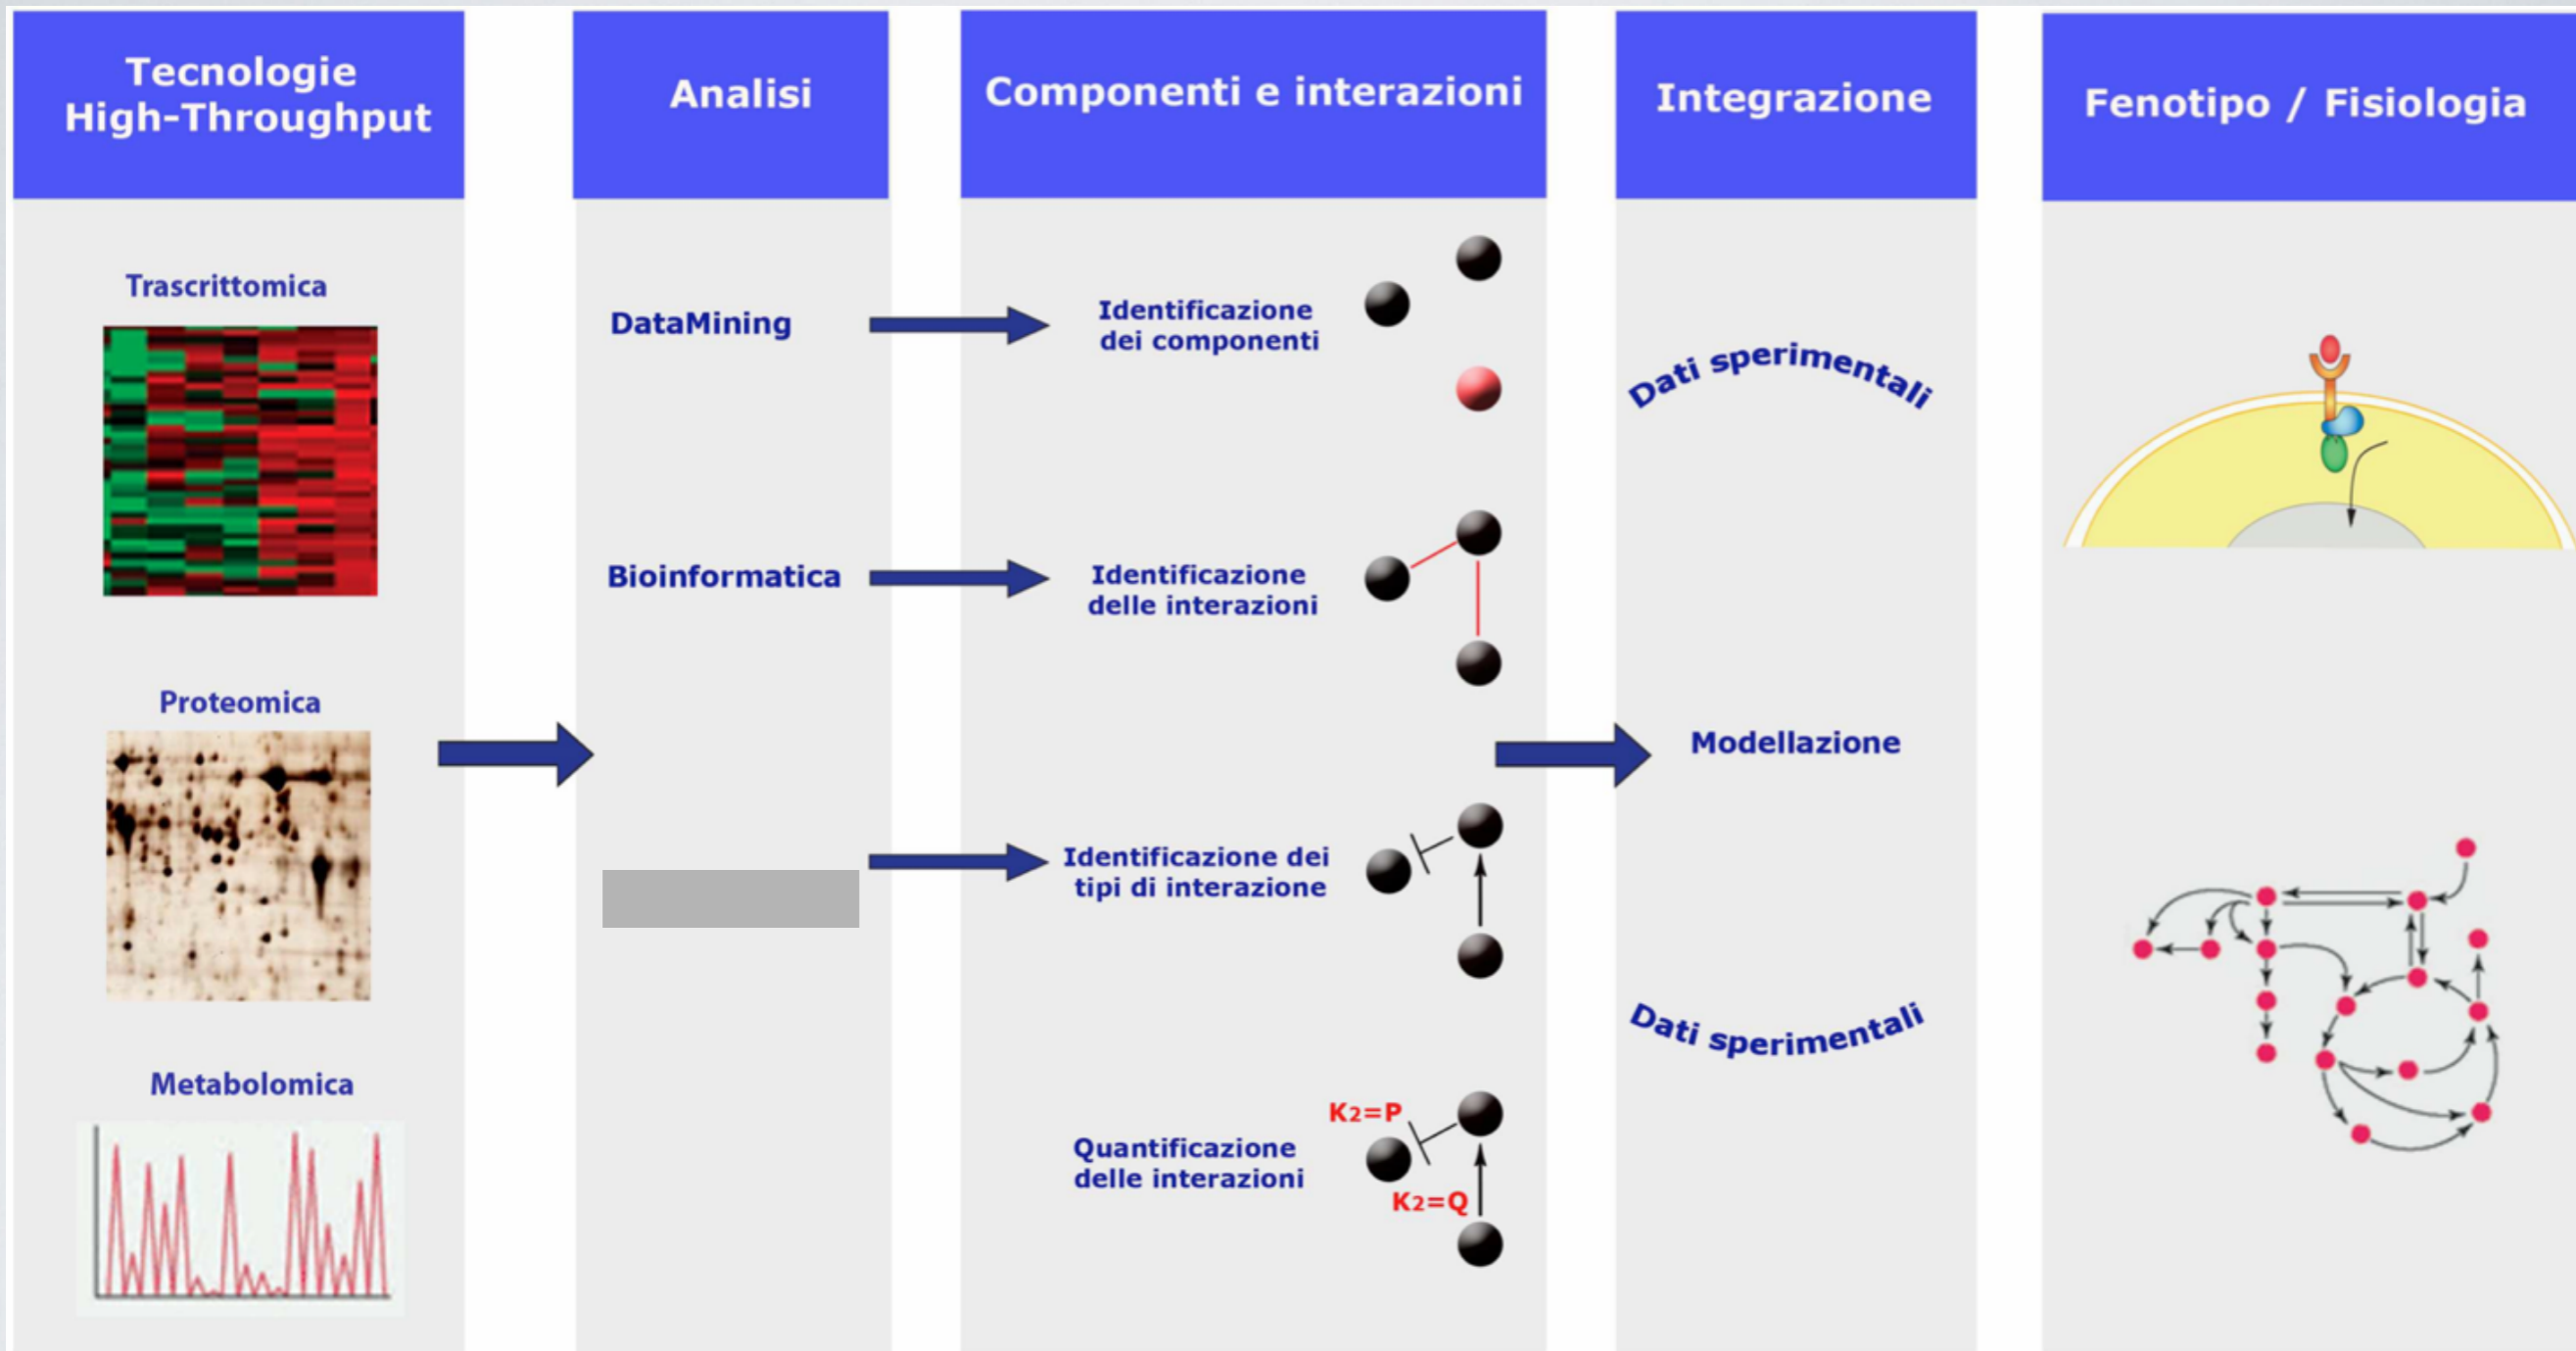 Tecnologie
High-Throughput
Analisi
Componenti e interazioni
Integrazione
Fenotipo / Fisiologia
Trascrittomica
Proteomica
Metabolomica
DataMining
Bioinformatica
Identificazione
dei componenti
Identificazione
delle interazioni
Identificazione dei
tipi di interazione
K2=P
Quantificazione
delle interazioni
K2=Q
Dati sperimentali
Modellazione
Dati sperimentali